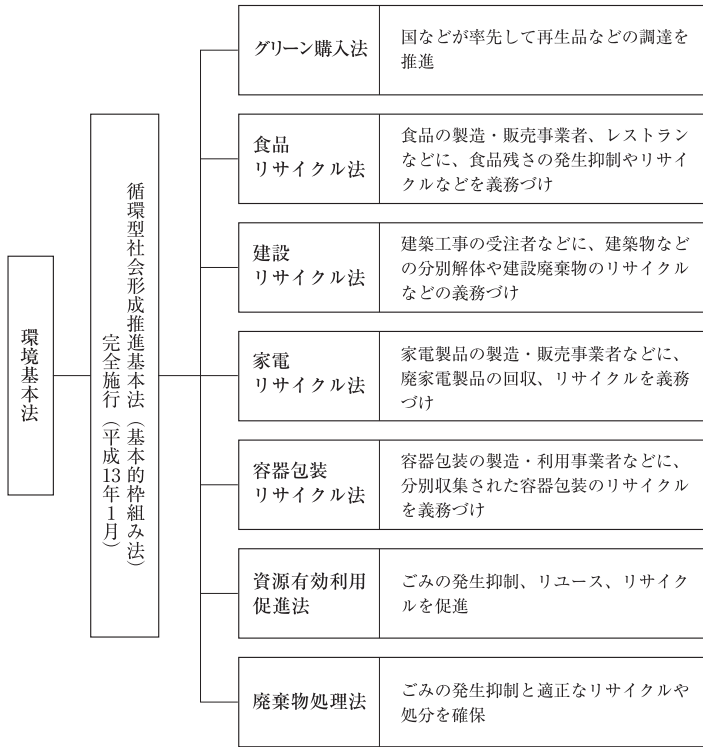 環境基本法
循環型社会形成推進基本法（基本的枠組み法）
完全施行（平成13年1月）
グリーン購入法
国などが率先して再生品などの調達を
推進
食品
リサイクル法
食品の製造・販売事業者、レストラン
などに、食品残さの発生抑制やリサイ
クルなどを義務づけ
建設
リサイクル法
建築工事の受注者などに、建築物など
の分別解体や建設廃棄物のリサイクル
などの義務づけ
家電
リサイクル法
家電製品の製造・販売事業者などに、
廃家電製品の回収、リサイクルを義務
づけ
容器包装
リサイクル法
容器包装の製造・利用事業者などに、
分別収集された容器包装のリサイクル
を義務づけ
資源有効利用
促進法
ごみの発生抑制、リユース、リサイク
ルを促進
廃棄物処理法
ごみの発生抑制と適正なリサイクルや
処分を確保